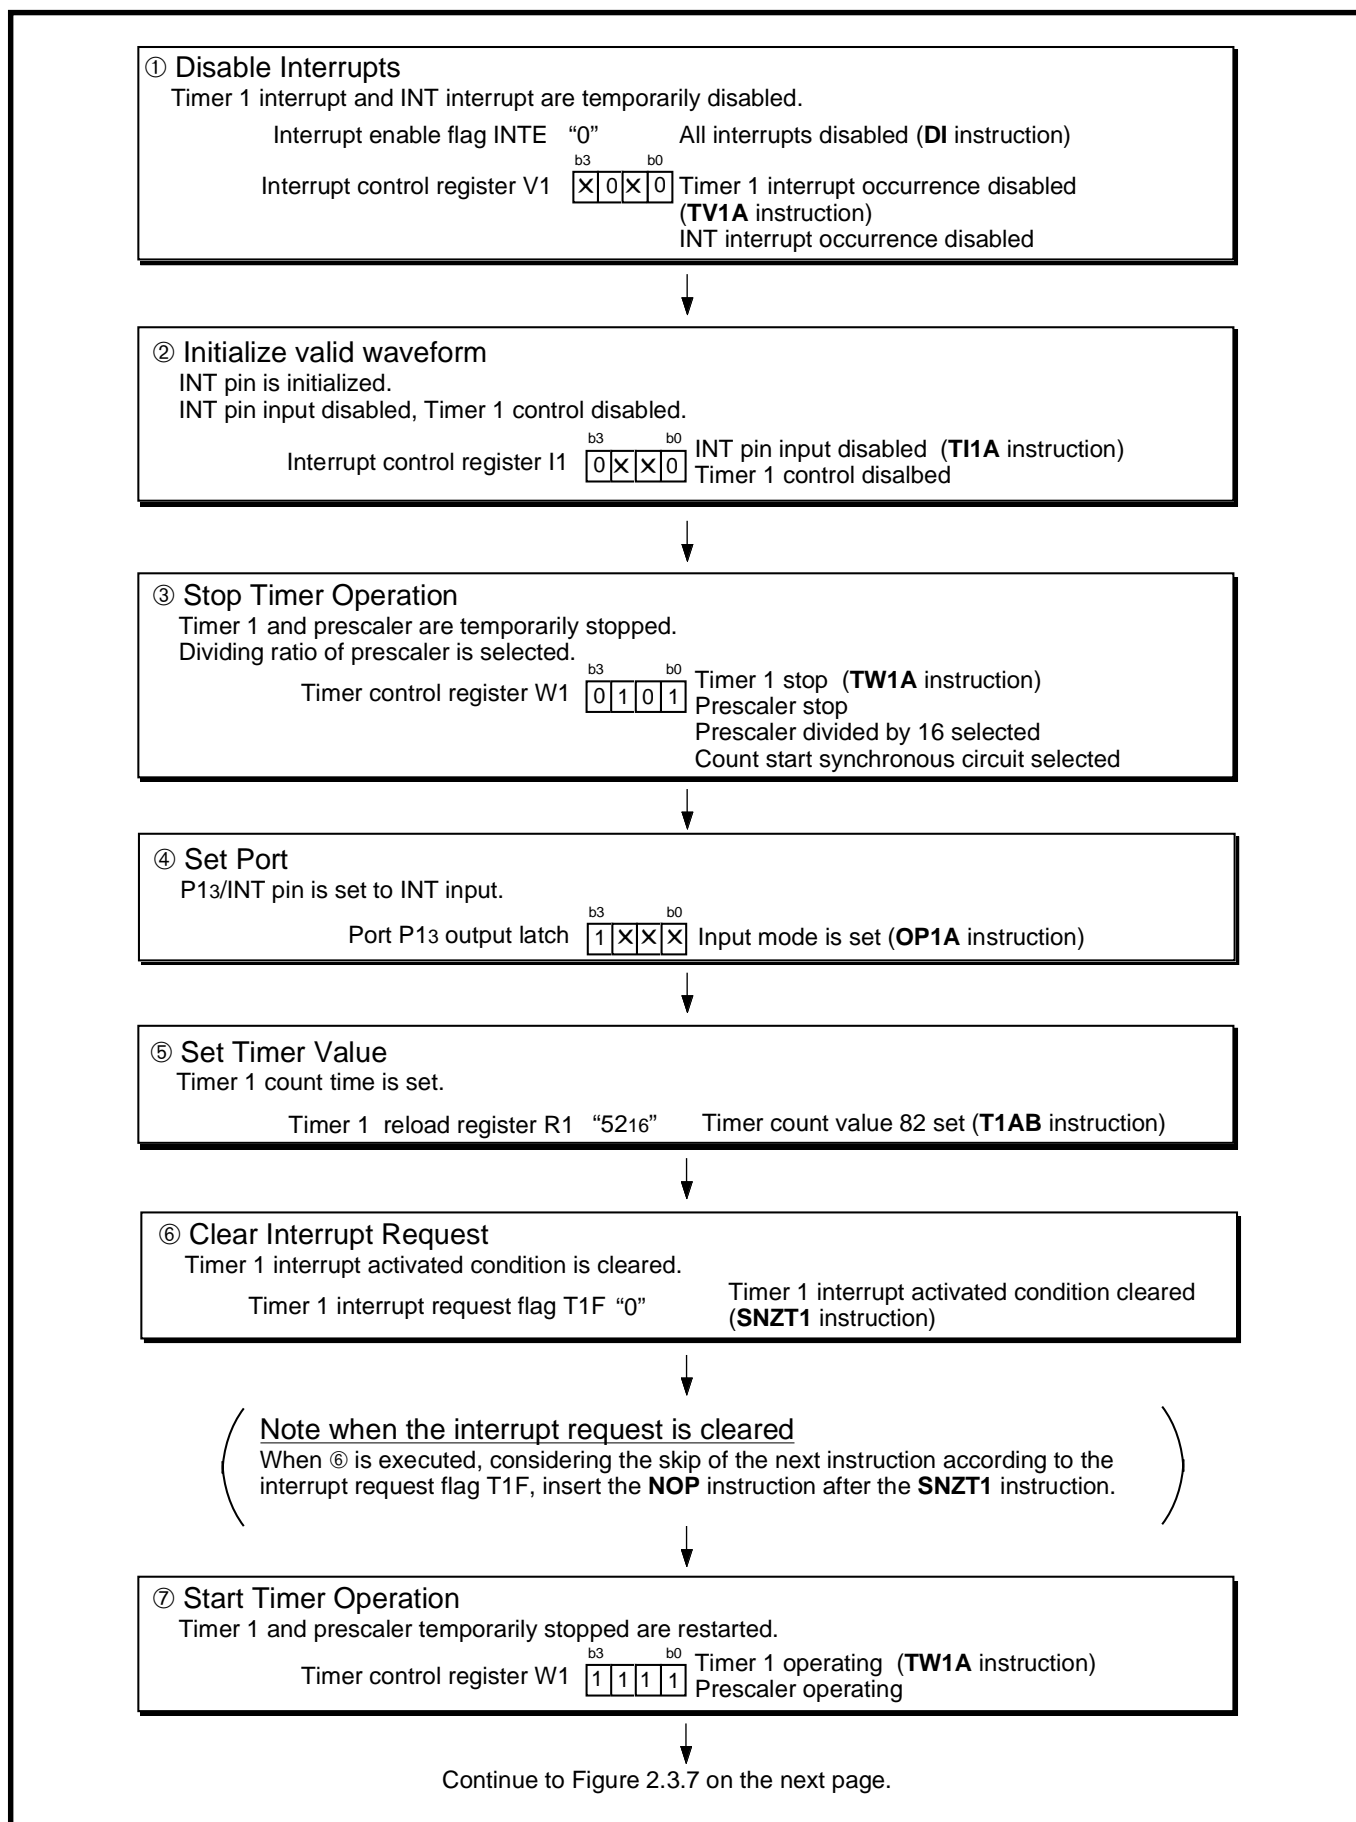 ① Disable Interrupts
Timer 1 interrupt and INT interrupt are temporarily disabled.
Interrupt enable flag INTE “0” All interrupts disabled (DI instruction)
b3 b0
Interrupt control register V1 X 0 X 0 Timer 1 interrupt occurrence disabled
(TV1A instruction)
INT interrupt occurrence disabled
② Initialize valid waveform
INT pin is initialized.
INT pin input disabled, Timer 1 control disabled.
b3 b0
INT pin input disabled (TI1A instruction)
Interrupt control register I1 0 X X 0
Timer 1 control disalbed
③ Stop Timer Operation
Timer 1 and prescaler are temporarily stopped.
Dividing ratio of prescaler is selected.
b3 b0
Timer 1 stop (TW1A instruction)
Timer control register W1 0 1 0 1
Prescaler stop
Prescaler divided by 16 selected
Count start synchronous circuit selected
④ Set Port
P13/INT pin is set to INT input.
b3 b0
Port P13 output latch 1 X X X Input mode is set (OP1A instruction)
⑤ Set Timer Value
Timer 1 count time is set.
Timer 1 reload register R1 “5216” Timer count value 82 set (T1AB instruction)
⑥ Clear Interrupt Request
Timer 1 interrupt activated condition is cleared.
Timer 1 interrupt request flag T1F “0” Timer 1 interrupt activated condition cleared
(SNZT1 instruction)
Note when the interrupt request is cleared
When ⑥ is executed, considering the skip of the next instruction according to the
interrupt request flag T1F, insert the NOP instruction after the SNZT1 instruction.
⑦ Start Timer Operation
Timer 1 and prescaler temporarily stopped are restarted.
b3 b0
Timer 1 operating (TW1A instruction)
Timer control register W1 1 1 1 1
Prescaler operating
Continue to Figure 2.3.7 on the next page.